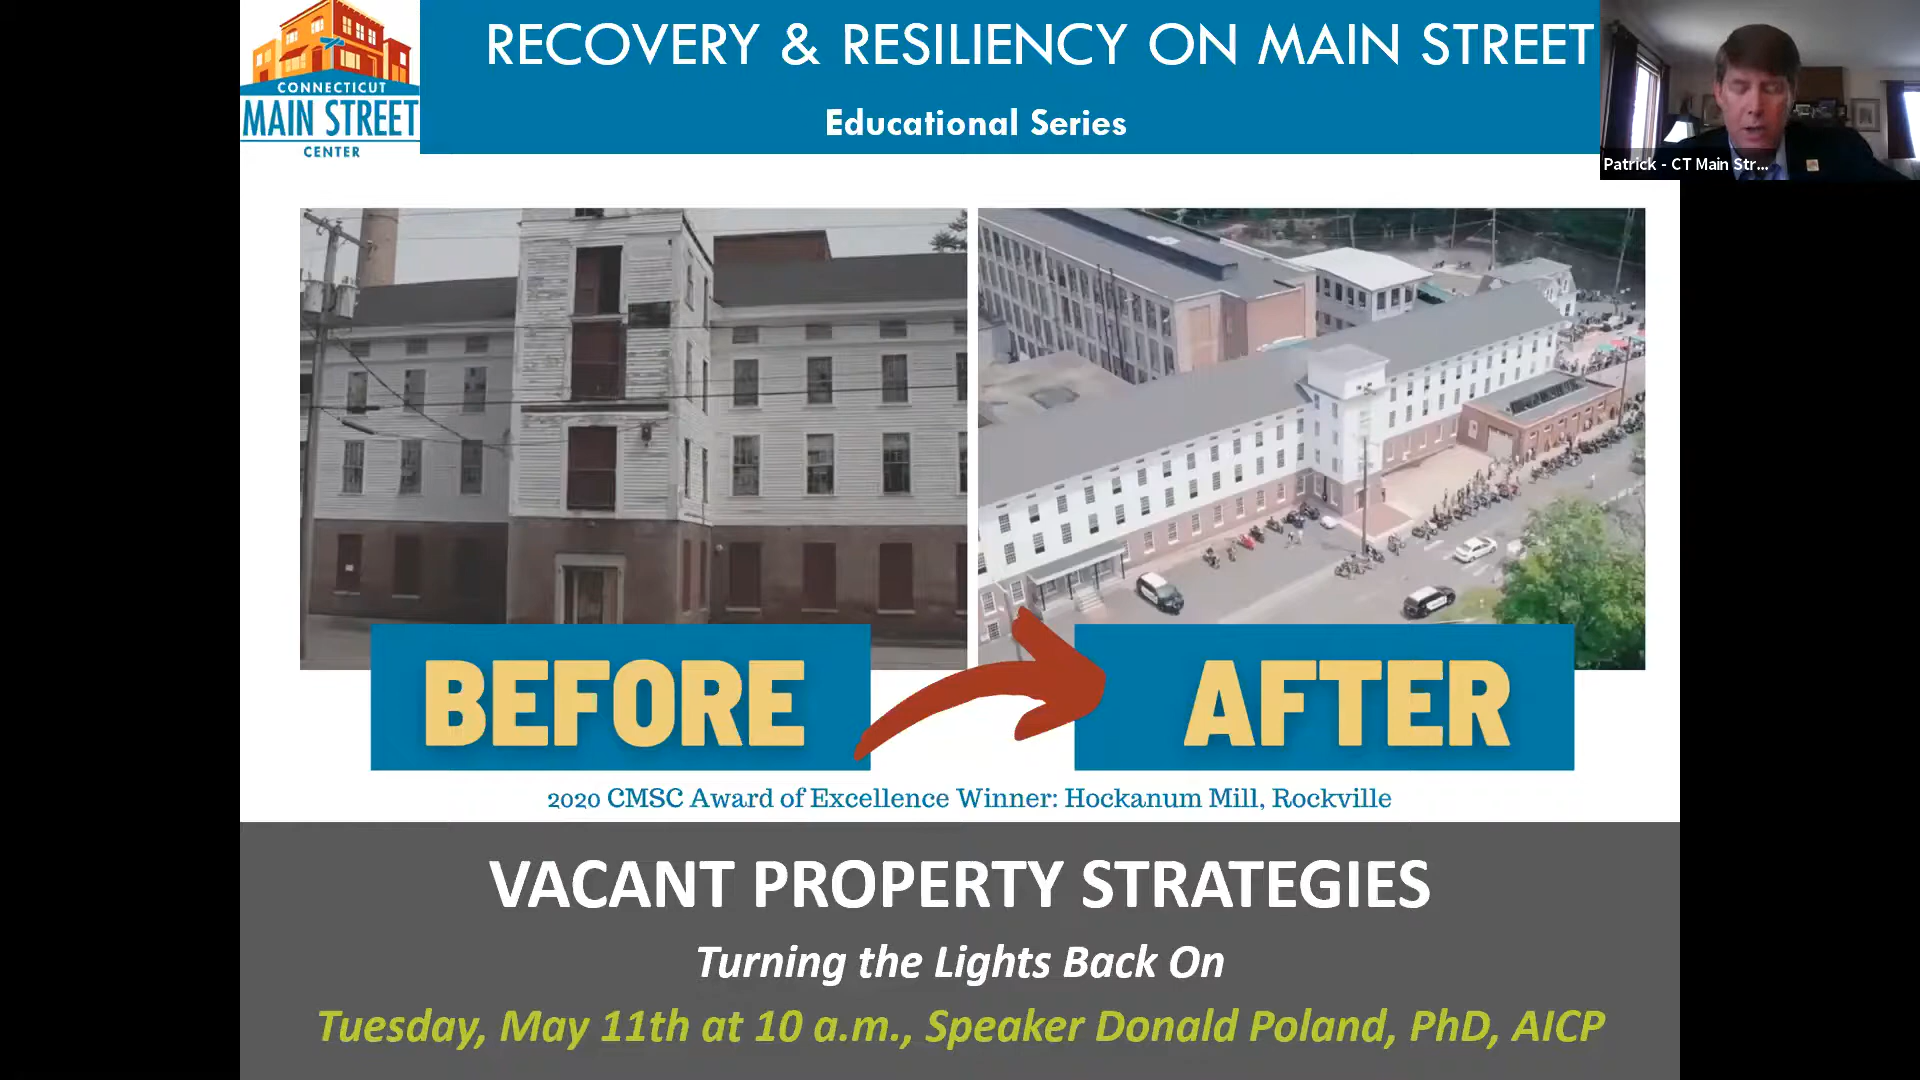 CONNECTICUT
MAIN STREET
CENTER
RECOVERY & RESILIENCY ON MAIN STREET
Educational Series
Patrick - CT Main Str...
BEFORE
AFTER
2020 CMSC Award of Excellence Winner: Hockanum Mill, Rockville
VACANT PROPERTY STRATEGIES
Turning the Lights Back On
Tuesday, May 11th at 10 a.m., Speaker Donald Poland, PhD, AICP